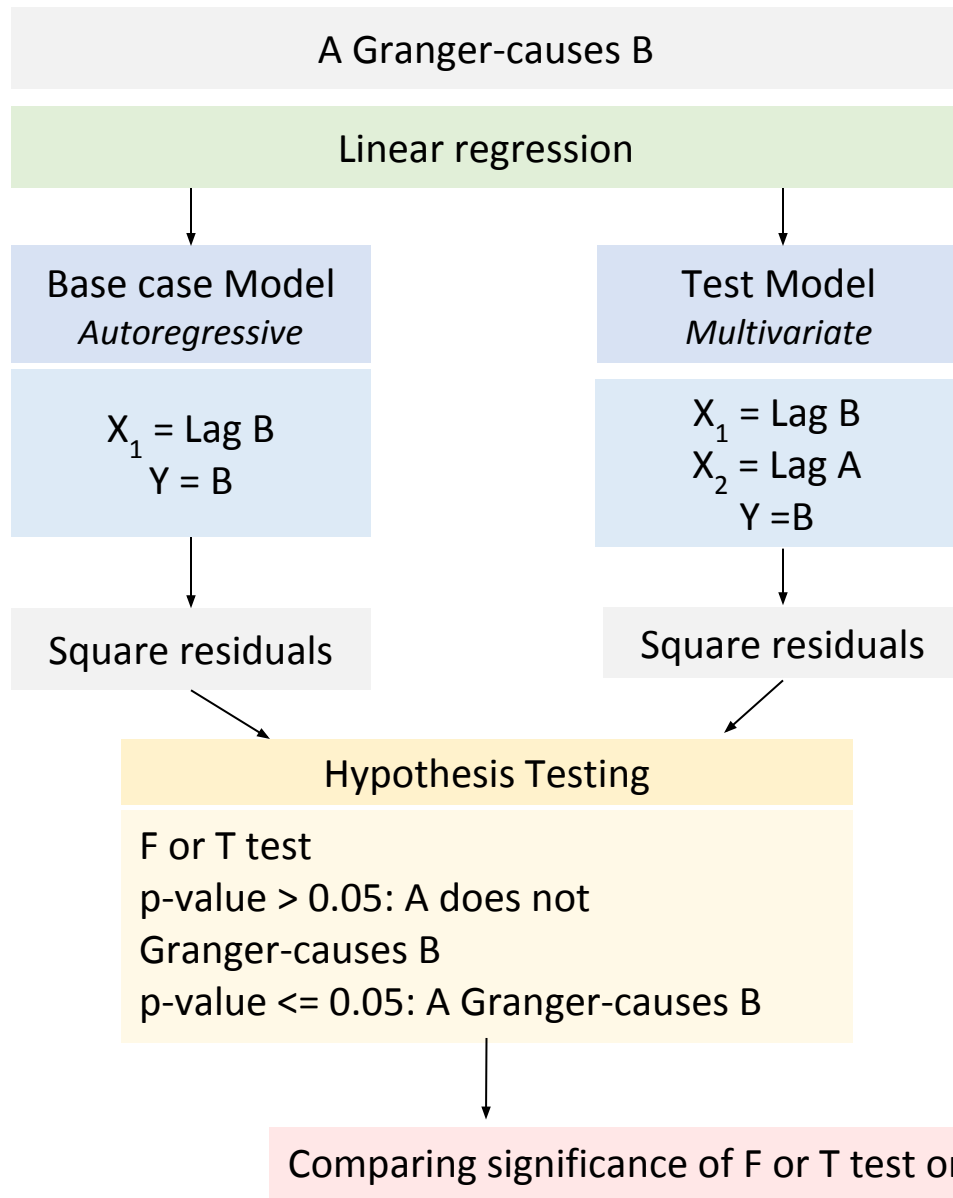 A Granger-causes B
Linear regression
Base case Model
Autoregressive
X₁ = Lag B
Y = B
Test Model
Multivariate
X₁ = Lag B
X₂ = Lag A
Y =B
Square residuals
Square residuals
Hypothesis Testing
F or T test
p-value > 0.05: A does not
Granger-causes B
p-value <= 0.05: A Granger-causes B
Comparing significance of F or T test